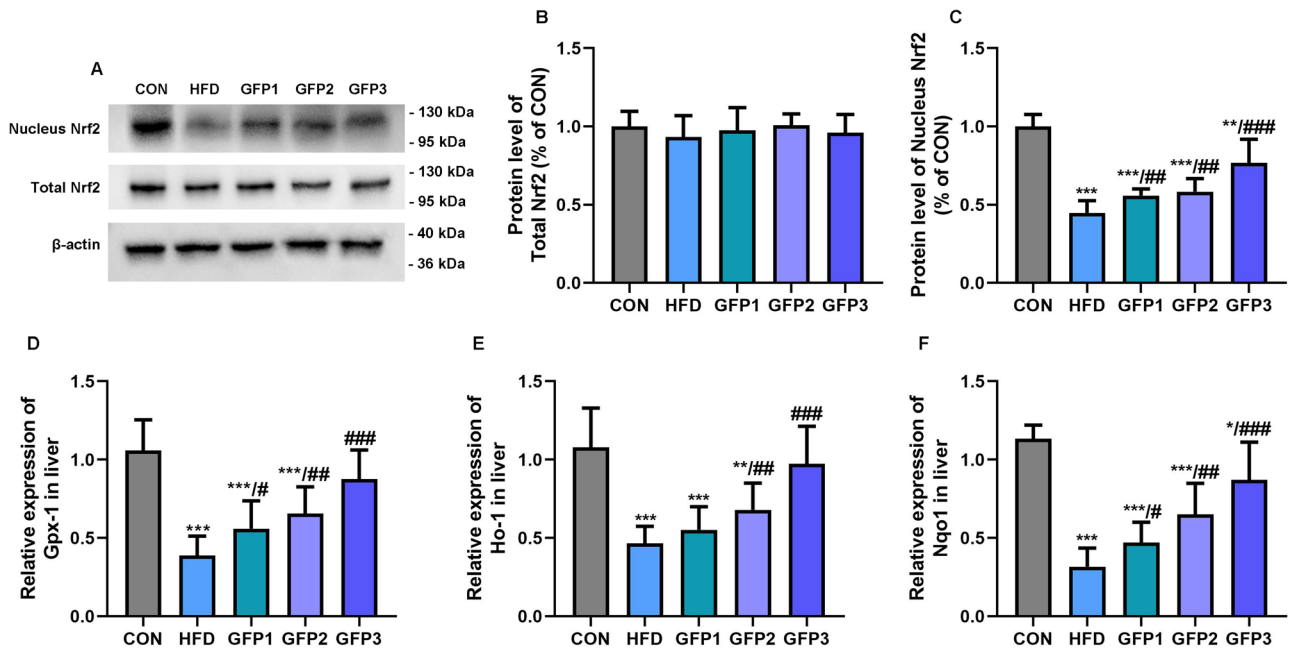 A
CON HFD GFP1 GFP2 GFP3
Nucleus Nrf2
- 130 kDa
- 95 kDa
Total Nrf2
- 130 kDa
- 95 kDa
β-actin
- 40 kDa
- 36 kDa
B
Protein level of
Total Nrf2 (% of CON)
1.5
1.0
0.5
0.0
CON HFD GFP1 GFP2 GFP3
C
Protein level of Nucleus Nrf2
(% of CON)
1.5
1.0
0.5
0.0
***
***/##
***/##
**/###
CON HFD GFP1 GFP2 GFP3
D
Relative expression of
Gpx-1 in liver
1.5
1.0
0.5
0.0
***
***/#
***/##
###
CON HFD GFP1 GFP2 GFP3
E
Relative expression of
Ho-1 in liver
1.5
1.0
0.5
0.0
***
***
**/##
###
CON HFD GFP1 GFP2 GFP3
F
Relative expression of
Nqo1 in liver
1.5
1.0
0.5
0.0
***
***/#
***/##
*/###
CON HFD GFP1 GFP2 GFP3